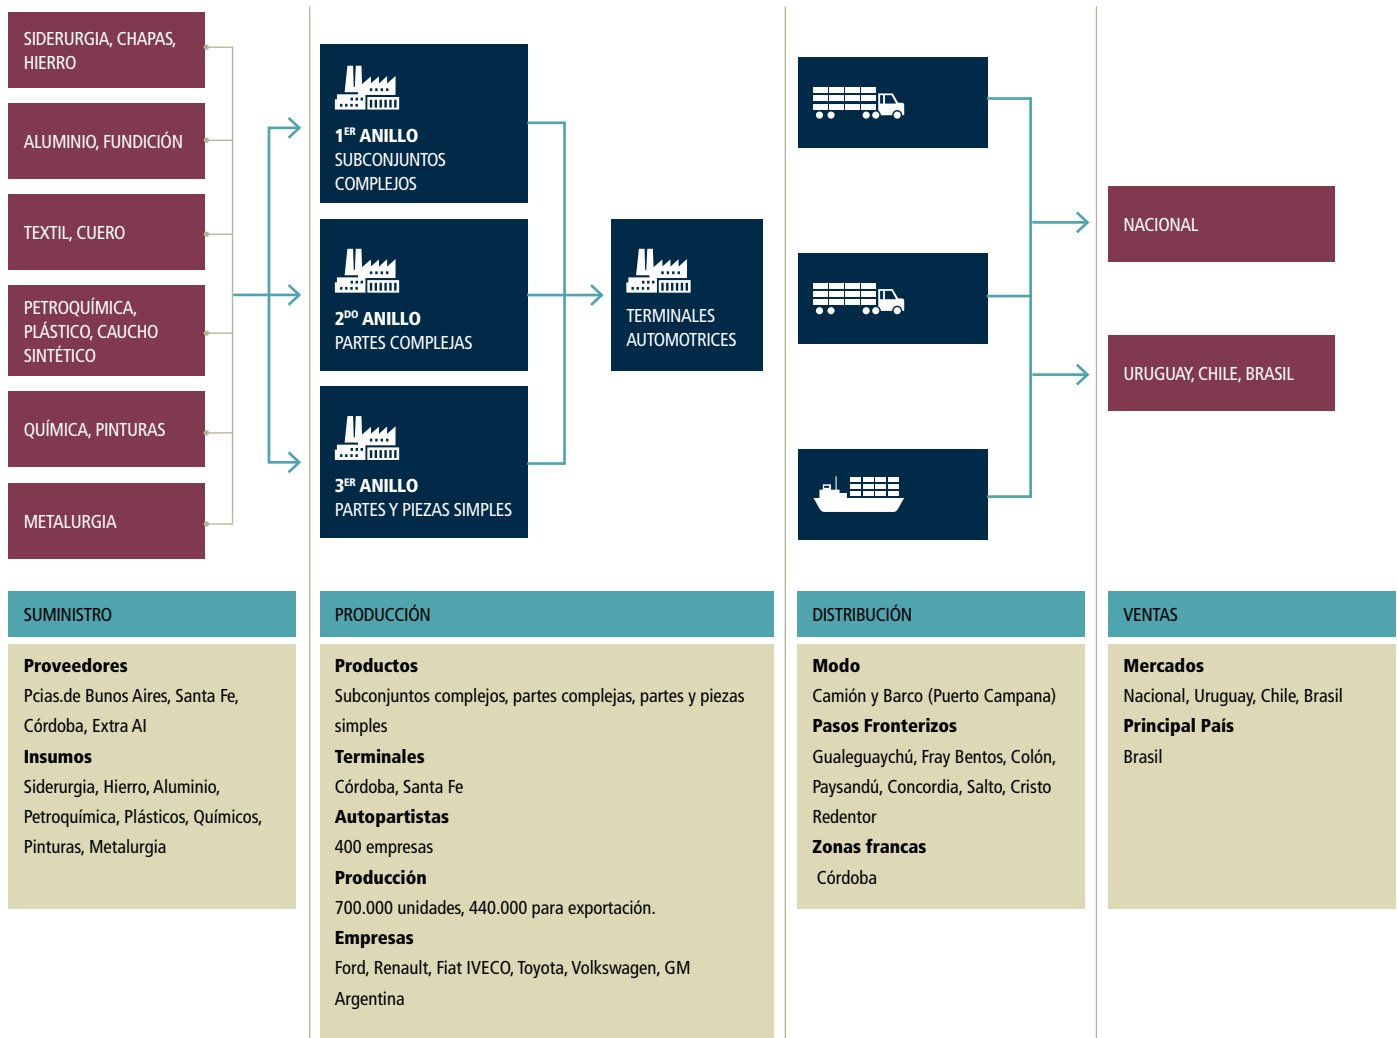 SIDERURGIA, CHAPAS,
HIERRO
ALUMINIO, FUNDICIÓN
TEXTIL, CUERO
PETROQUÍMICA,
PLÁSTICO, CAUCHO
SINTÉTICO
QUÍMICA, PINTURAS
METALURGIA
1ER ANILLO
SUBCONJUNTOS
COMPLEJOS
2DO ANILLO
PARTES COMPLEJAS
3ER ANILLO
PARTES Y PIEZAS SIMPLES
TERMINALES
AUTOMOTRICES
NACIONAL
URUGUAY, CHILE, BRASIL
SUMINISTRO
Proveedores
Pcias.de Bunos Aires, Santa Fe,
Córdoba, Extra AI
Insumos
Siderurgia, Hierro, Aluminio,
Petroquímica, Plásticos, Químicos,
Pinturas, Metalurgia
PRODUCCIÓN
Productos
Subconjuntos complejos, partes complejas, partes y piezas
simples
Terminales
Córdoba, Santa Fe
Autopartistas
400 empresas
Producción
700.000 unidades, 440.000 para exportación.
Empresas
Ford, Renault, Fiat IVECO, Toyota, Volkswagen, GM
Argentina
DISTRIBUCIÓN
Modo
Camión y Barco (Puerto Campana)
Pasos Fronterizos
Gualeguaychú, Fray Bentos, Colón,
Paysandú, Concordia, Salto, Cristo
Redentor
Zonas francas
Córdoba
VENTAS
Mercados
Nacional, Uruguay, Chile, Brasil
Principal País
Brasil